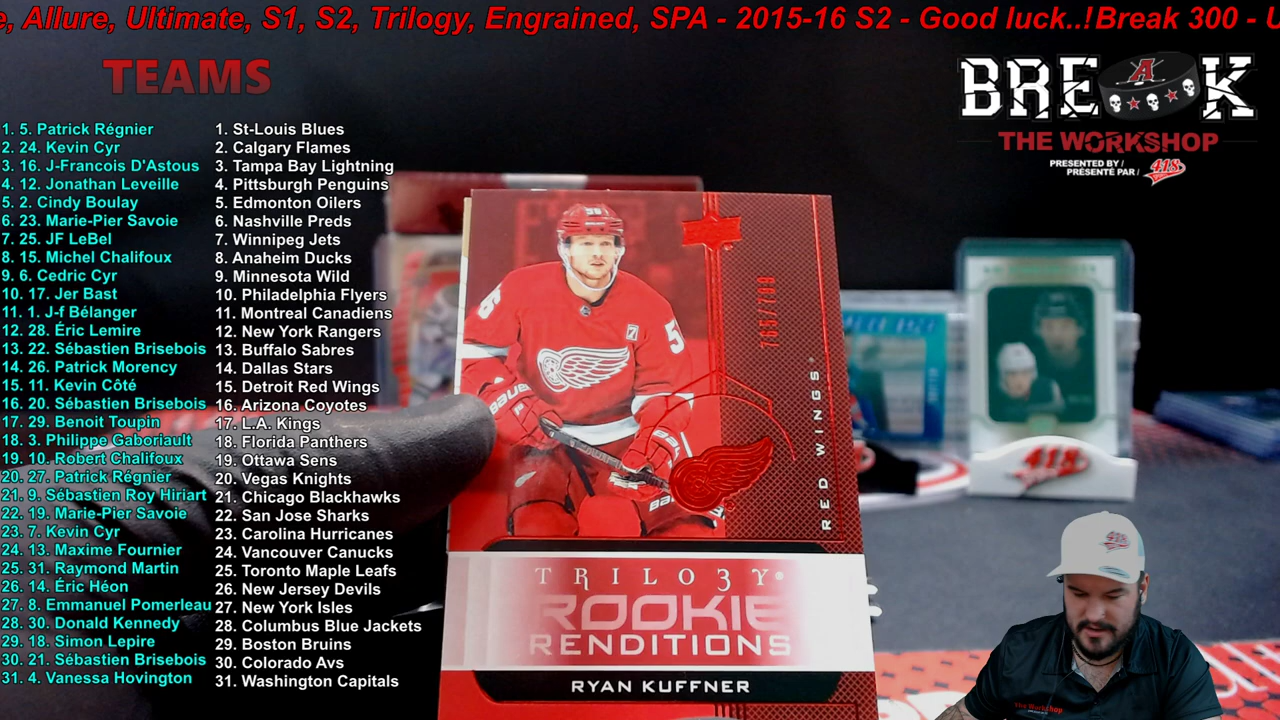 e, Allure, Ultimate, S1, S2, Trilogy, Engrained, SPA - 2015-16 S2 - Good luck..!Break 300 - U
TEAMS
1. 5. Patrick Régnier
2. 24. Kevin Cyr
3. 16. J-Francois D'Astous
4. 12. Jonathan Leveille
5. 2. Cindy Boulay
6. 23. Marie-Pier Savoie
7. 25. JF LeBel
8. 15. Michel Chalifoux
9. 6. Cedric Cyr
10. 17. Jer Bast
11. 1. J-f Bélanger
12. 28. Éric Lemire
13. 22. Sébastien Brisebois
14. 26. Patrick Morency
15. 11. Kevin Côté
16. 20. Sébastien Brisebois
17. 29. Benoit Toupin
18. 3. Philippe Gaboriault
19. 10. Robert Chalifoux
20. 27. Patrick Régnier
21. 9. Sébastien Roy Hiriart
22. 19. Marie-Pier Savoie
23. 7. Kevin Cyr
24. 13. Maxime Fournier
25. 31. Raymond Martin
26. 14. Éric Héon
27. 8. Emmanuel Pomerleau
28. 30. Donald Kennedy
29. 18. Simon Lepire
30. 21. Sébastien Brisebois
31. 4. Vanessa Hovington
1. St-Louis Blues
2. Calgary Flames
3. Tampa Bay Lightning
4. Pittsburgh Penguins
5. Edmonton Oilers
6. Nashville Preds
7. Winnipeg Jets
8. Anaheim Ducks
9. Minnesota Wild
10. Philadelphia Flyers
11. Montreal Canadiens
12. New York Rangers
13. Buffalo Sabres
14. Dallas Stars
15. Detroit Red Wings
16. Arizona Coyotes
17. L.A. Kings
18. Florida Panthers
19. Ottawa Sens
20. Vegas Knights
21. Chicago Blackhawks
22. San Jose Sharks
23. Carolina Hurricanes
24. Vancouver Canucks
25. Toronto Maple Leafs
26. New Jersey Devils
27. New York Isles
28. Columbus Blue Jackets
29. Boston Bruins
30. Colorado Avs
31. Washington Capitals
BREAK
THE WORKSHOP
PRESENTED BY /
PRÉSENTÉ PAR /
418
56
56
765/799
RED WINGS
TRILO3Y
ROOKIE
RENDITIONS
RYAN KUFFNER
418
The Workshop